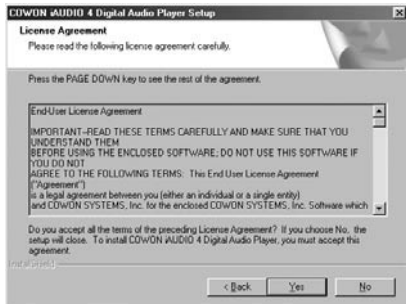 COWON iAUDIO 4 Digital Audio Player Setup
License Agreement
Please read the following license agreement carefully.
Press the PAGE DOWN key to see the rest of the agreement.
End-User License Agreement
IMPORTANT-READ THESE TERMS CAREFULLY AND MAKE SURE THAT YOU
UNDERSTAND THEM
BEFORE USING THE ENCLOSED SOFTWARE; DO NOT USE THIS SOFTWARE IF
YOU DO NOT
AGREE TO THE FOLLOWING TERMS: This End User License Agreement
("Agreement")
is a legal agreement between you (either an individual or a single entity)
and COWON SYSTEMS, Inc. for the enclosed COWON SYSTEMS, Inc. Software which
Do you accept all the terms of the preceding License Agreement? If you choose No, the
setup will close. To install COWON iAUDIO 4 Digital Audio Player, you must accept this
agreement.
InstallShield
< Back Yes No